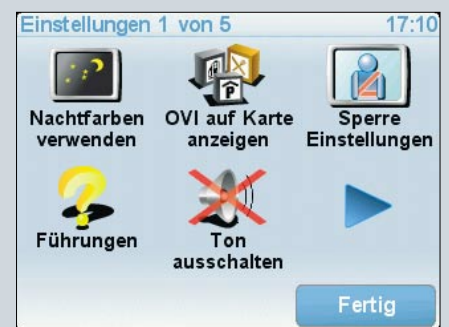 Einstellungen 1 von 5 17:10
Nachtfarben verwenden
OVI auf Karte anzeigen
Sperre Einstellungen
Führungen
Ton ausschalten
Fertig